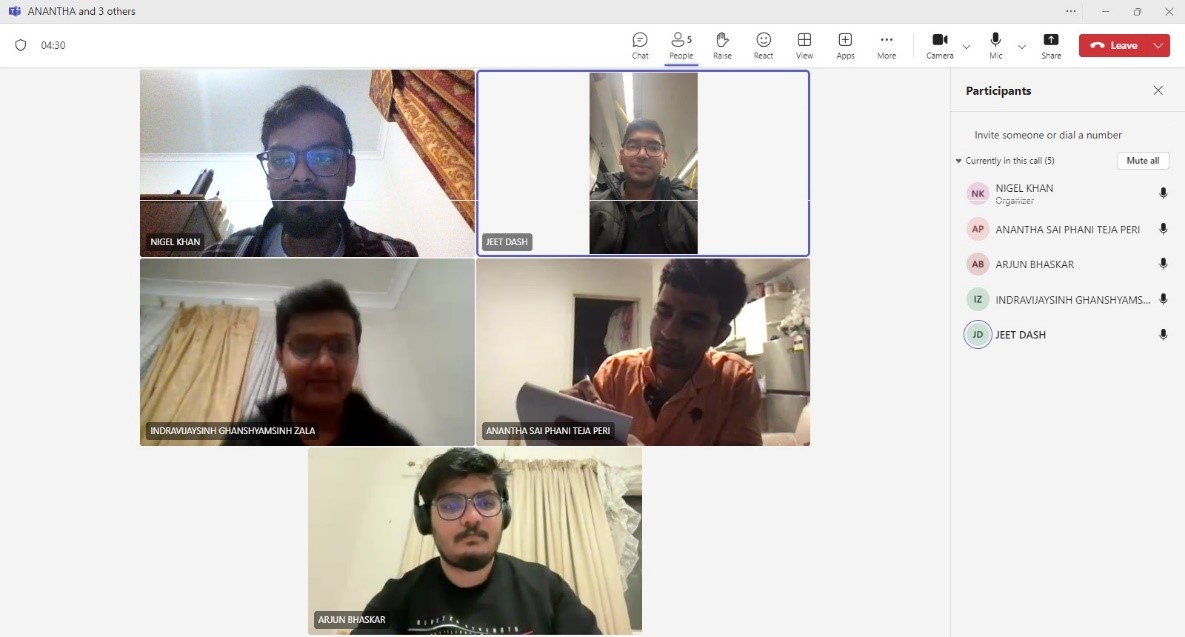 ANANTHA and 3 others
04:30
Chat
People
5
Raise
React
View
Apps
More
Camera
Mic
Share
Leave
NIGEL KHAN
JEET DASH
INDRAVIJAYSINH GHANSHYAMSINH ZALA
ANANTHA SAI PHANI TEJA PERI
ARJUN BHASKAR
Participants
Invite someone or dial a number
Currently in this call (5)
Mute all
NK
NIGEL KHAN
Organizer
AP
ANANTHA SAI PHANI TEJA PERI
AB
ARJUN BHASKAR
IZ
INDRAVIJAYSINH GHANSHYAMS...
JD
JEET DASH